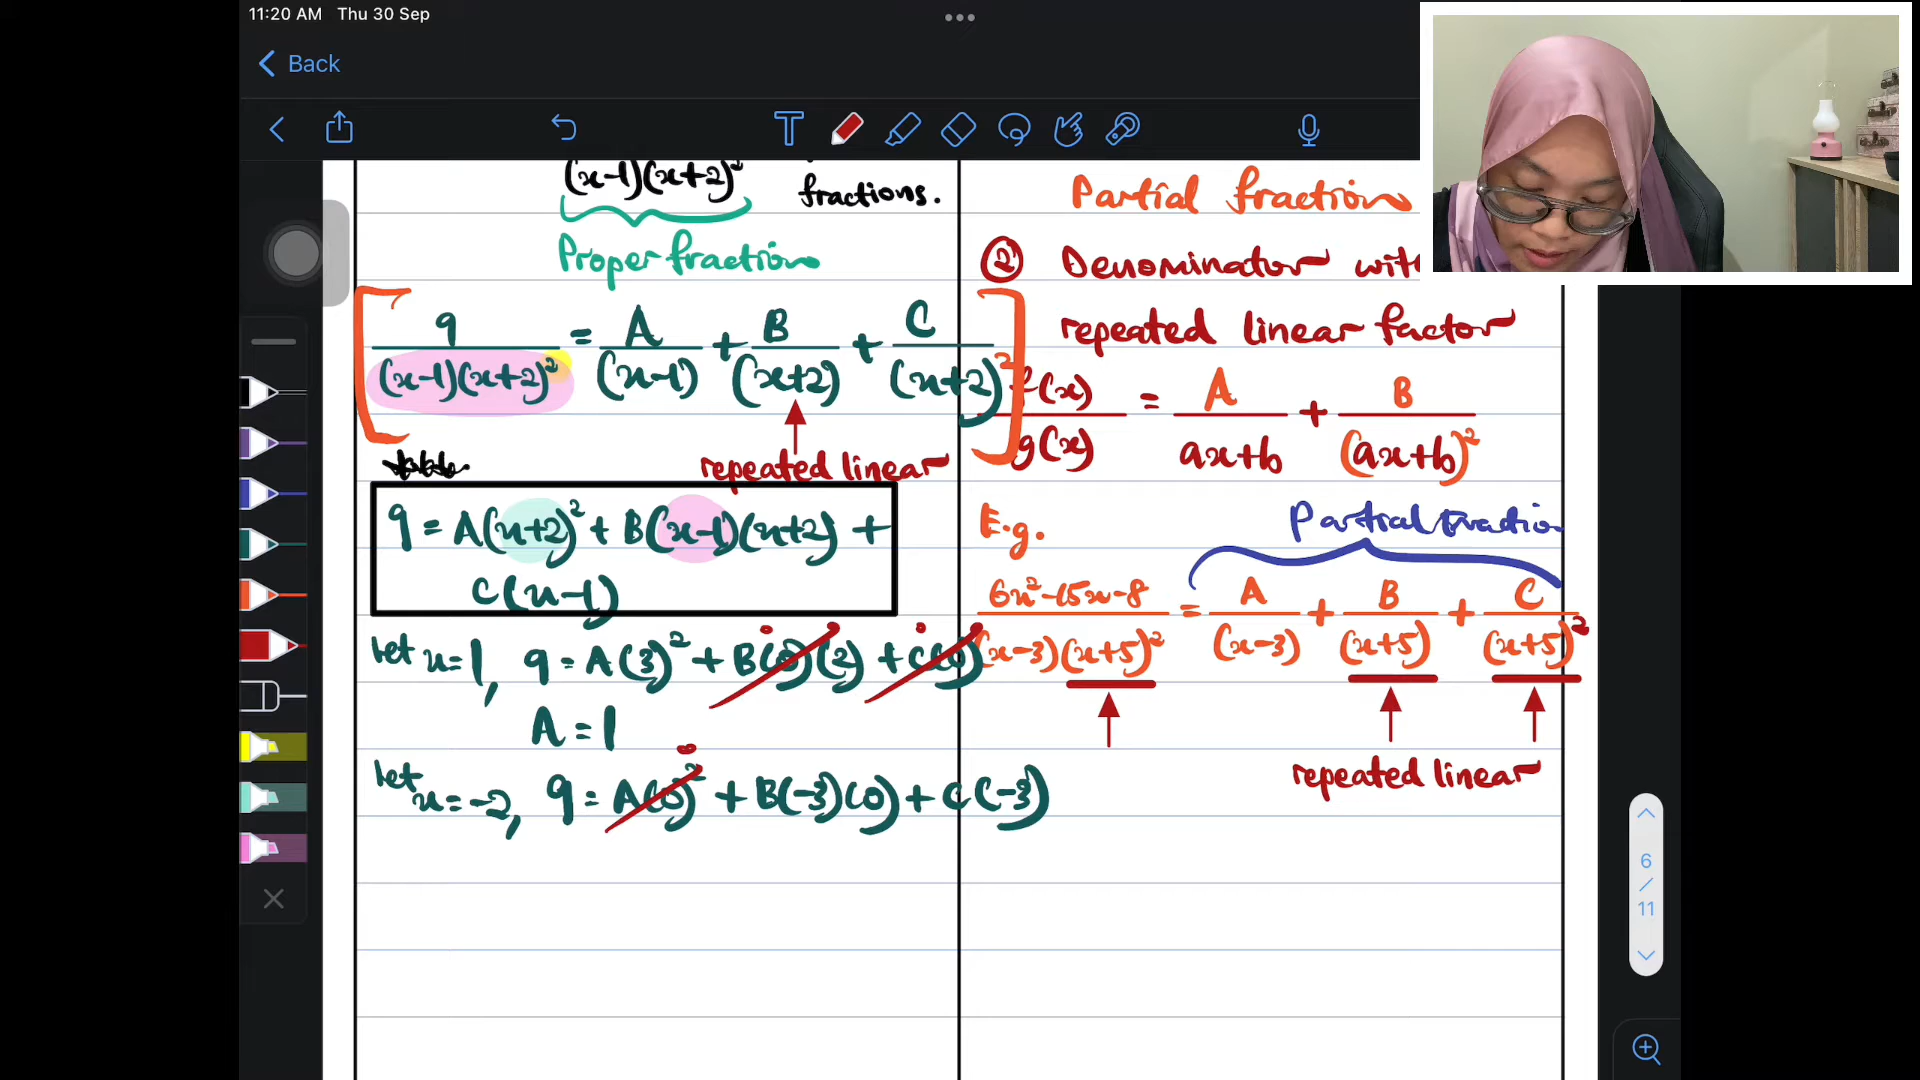 11:20 AM Thu 30 Sep
Back
(x-1)(x+2)²
fractions.
Proper fraction
9/((x-1)(x+2)²) = A/(x-1) + B/(x+2) + C/(x+2)²
repeated linear
9 = A(x+2)² + B(x-1)(x+2) +
C(x-1)
let x=1, 9 = A(3)² + B(0)(2) + C(0)
A = 1
let x=-2, 9 = A(0)² + B(-3)(0) + C(-3)
Partial fraction
② Denominator with
repeated linear factor
f(x)/g(x) = A/(ax+b) + B/(ax+b)²
E.g.
Partial fraction
(6x²-15x-8)/((x-3)(x+5)²) = A/(x-3) + B/(x+5) + C/(x+5)²
repeated linear
6
/
11